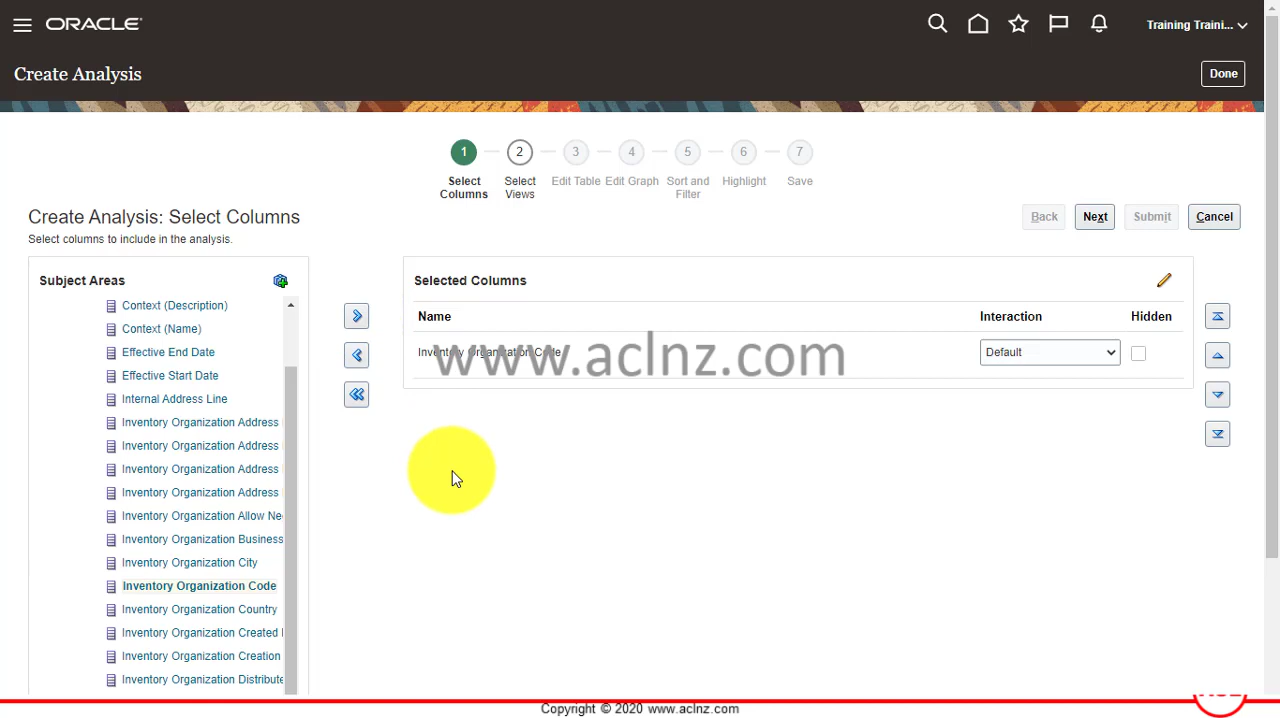 ORACLE
Training Traini...
Create Analysis
Done
1 2 3 4 5 6 7
Select Columns
Select Views
Edit Table
Edit Graph
Sort and Filter
Highlight
Save
Create Analysis: Select Columns
Select columns to include in the analysis.
Back Next Submit Cancel
Subject Areas
Context (Description)
Context (Name)
Effective End Date
Effective Start Date
Internal Address Line
Inventory Organization Address
Inventory Organization Address
Inventory Organization Address
Inventory Organization Address
Inventory Organization Allow
Inventory Organization Business
Inventory Organization City
Inventory Organization Code
Inventory Organization Country
Inventory Organization Created
Inventory Organization Creation
Inventory Organization
Selected Columns
Name Interaction Hidden
Inventory Organization Code Default
www.aclnz.com
Copyright © 2020 www.aclnz.com